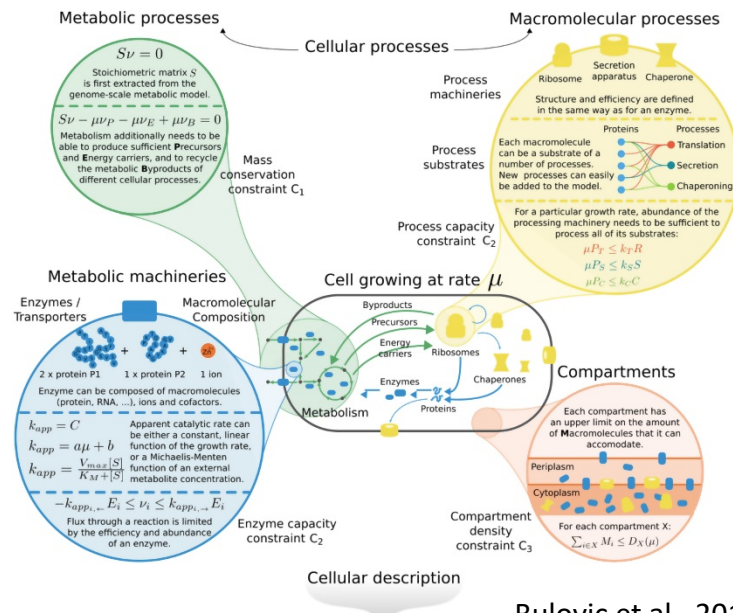 Metabolic processes
Macromolecular processes
Cellular processes
Sν = 0
Stoichiometric matrix S
is first extracted from the
genome-scale metabolic model.
Sν − μν_P − μν_E + μν_B = 0
Metabolism additionally needs to be
able to produce sufficient Precursors
and Energy carriers, and to recycle
the metabolic Byproducts of
different cellular processes.
Mass
conservation
constraint C₁
Process
machineries
Ribosome
Secretion
apparatus
Chaperone
Structure and efficiency are defined
in the same way as for an enzyme.
Process
substrates
Each macromolecule
can be a substrate of a
number of processes.
New processes can easily
be added to the model.
Proteins
Processes
Translation
Secretion
Chaperoning
Process capacity
constraint C₂
For a particular growth rate, abundance of the
processing machinery needs to be sufficient to
process all of its substrates:
μP_T ≤ k_T R
μP_S ≤ k_S S
μP_C ≤ k_C C
Metabolic machineries
Enzymes /
Transporters
Macromolecular
Composition
+
+
Zn
2 x protein P1
1 x protein P2
1 ion
Enzyme can be composed of macromolecules
(protein, RNA, ...), ions and cofactors.
k_app = C
k_app = aμ + b
k_app = V_max[S] / K_M+[S]
Apparent catalytic rate can
be either a constant, linear
function of the growth rate,
or a Michaelis-Menten
function of an external
metabolite concentration.
−k_app_i,← E_i ≤ ν_i ≤ k_app_i,→ E_i
Flux through a reaction is limited
by the efficiency and abundance
of an enzyme.
Enzyme capacity
constraint C₂
Cell growing at rate μ
Byproducts
Precursors
Energy
carriers
Ribosomes
Chaperones
Enzymes
Proteins
Metabolism
Compartments
Each compartment has
an upper limit on the amount
of Macromolecules that it can
accomodate.
Periplasm
Cytoplasm
For each compartment X:
∑_i∈X M_i ≤ D_X(μ)
Compartment
density
constraint C₃
Cellular description